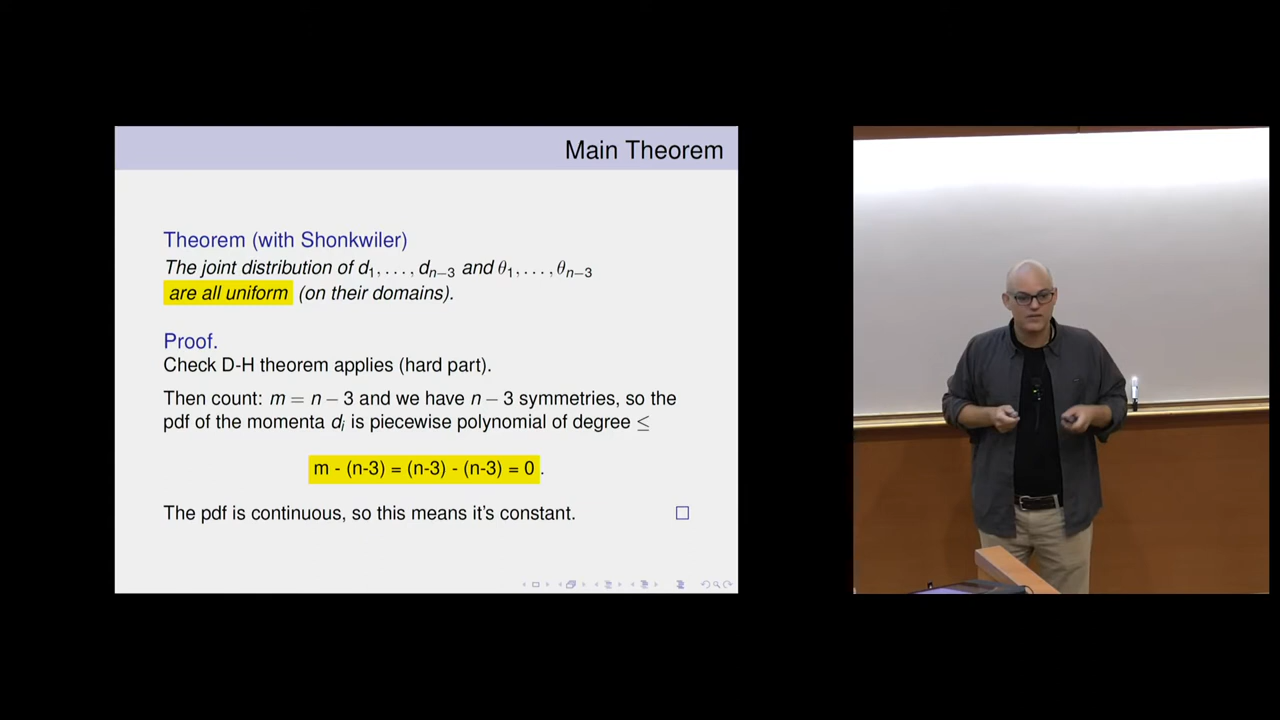 Main Theorem
Theorem (with Shonkwiler)
The joint distribution of d₁, . . . , dₙ₋₃ and θ₁, . . . , θₙ₋₃
are all uniform (on their domains).
Proof.
Check D-H theorem applies (hard part).
Then count: m = n − 3 and we have n − 3 symmetries, so the
pdf of the momenta dᵢ is piecewise polynomial of degree ≤
m - (n-3) = (n-3) - (n-3) = 0 .
The pdf is continuous, so this means it's constant. □